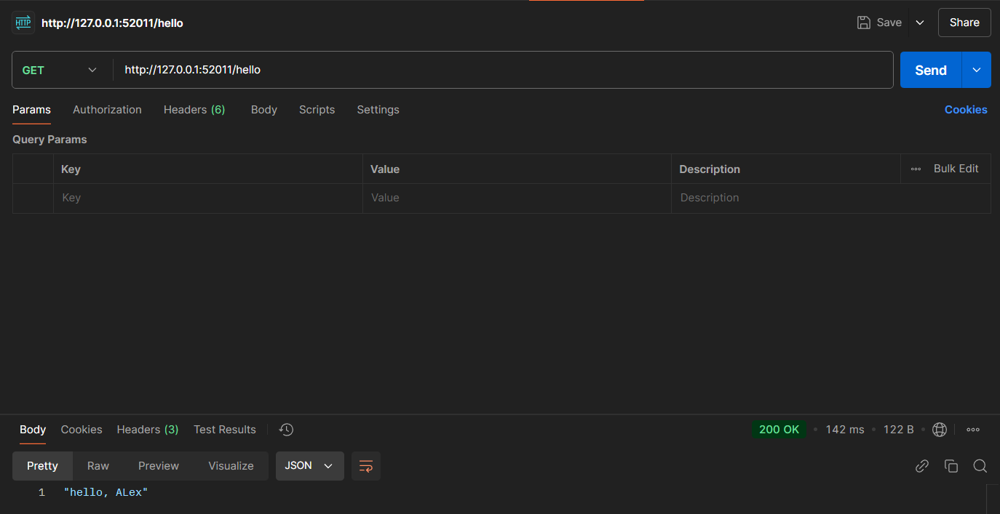 HTTP http://127.0.0.1:52011/hello Save Share
GET http://127.0.0.1:52011/hello Send
Params Authorization Headers (6) Body Scripts Settings Cookies
Query Params
Key Value Description Bulk Edit
Key Value Description
Body Cookies Headers (3) Test Results 200 OK • 142 ms • 122 B •
Pretty Raw Preview Visualize JSON
1 "hello, ALex"